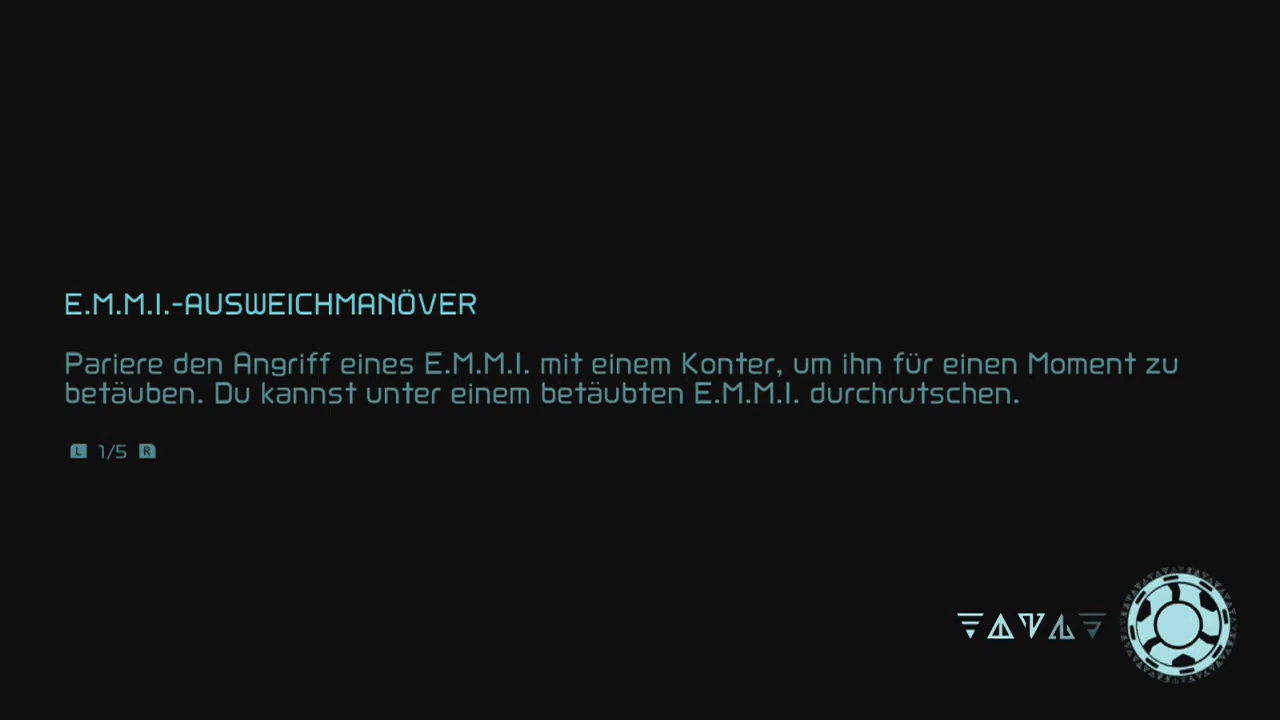 E.M.M.I.-AUSWEICHMANÖVER
Pariere den Angriff eines E.M.M.I. mit einem Konter, um ihn für einen Moment zu
betäuben. Du kannst unter einem betäubten E.M.M.I. durchrutschen.
L 1/5 R